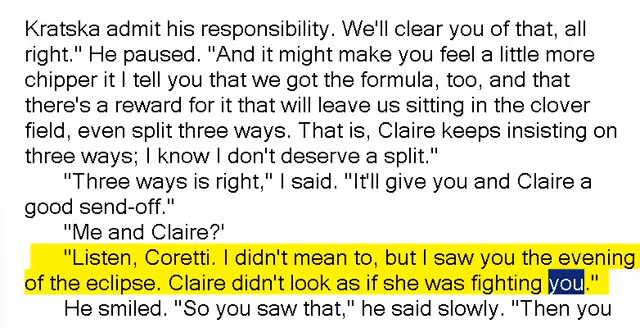 Kratska admit his responsibility. We'll clear you of that, all
right." He paused. "And it might make you feel a little more
chipper it I tell you that we got the formula, too, and that
there's a reward for it that will leave us sitting in the clover
field, even split three ways. That is, Claire keeps insisting on
three ways; I know I don't deserve a split."
"Three ways is right," I said. "It'll give you and Claire a
good send-off."
"Me and Claire?'
"Listen, Coretti. I didn't mean to, but I saw you the evening
of the eclipse. Claire didn't look as if she was fighting you."
He smiled. "So you saw that," he said slowly. "Then you